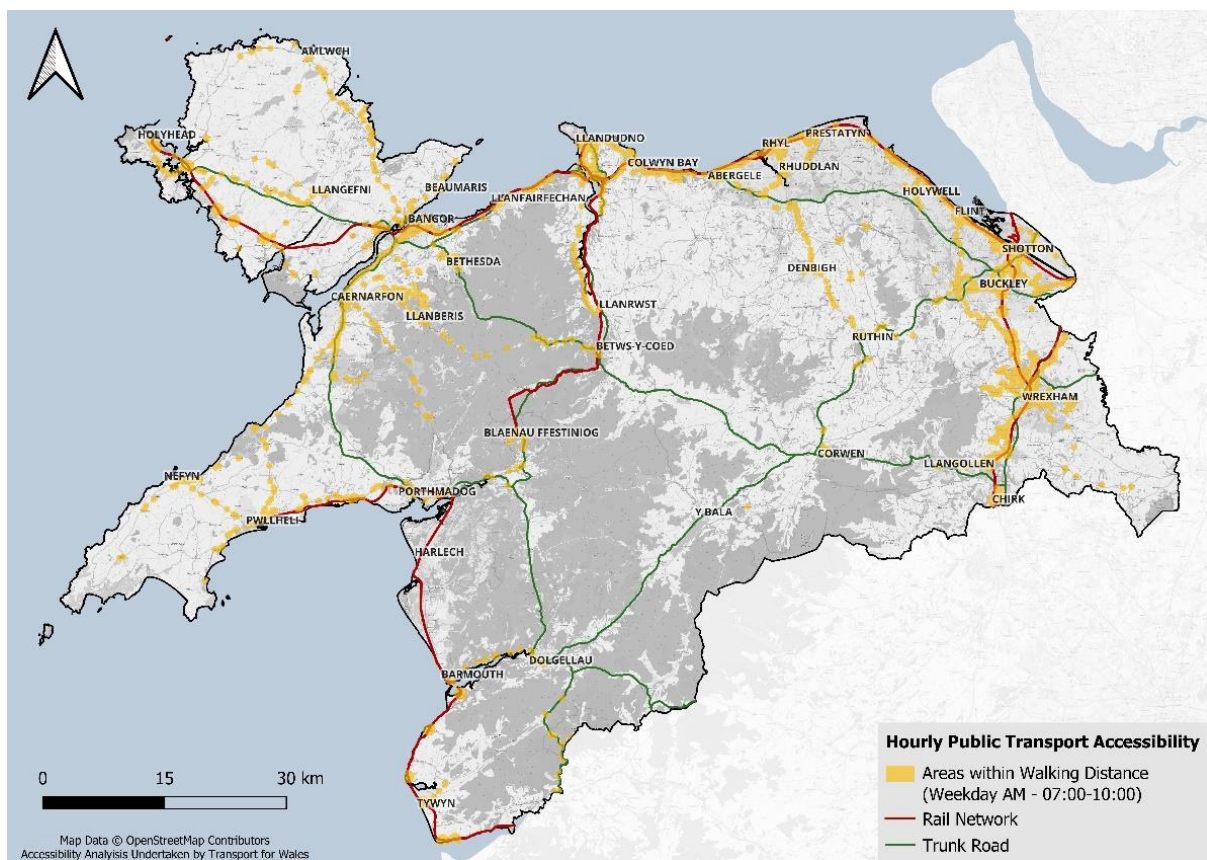 AMLWCH
HOLYHEAD
LLANGEFNI
BEAUMARIS
BANGOR
LLANFAIRFECHAN
LLANDUDNO
COLWYN BAY
ABERGELE
RHYL
PRESTATYN
RHUDDLAN
HOLYWELL
FLINT
SHOTTON
BUCKLEY
DENBIGH
BETHESDA
CAERNARFON
LLANBERIS
LLANRWST
BETWS-Y-COED
RUTHIN
WREXHAM
BLAENAU FFESTINIOG
CORWEN
LLANGOLLEN
CHIRK
NEFYN
PWLLHELI
PORTHMADOG
Y BALA
HARLECH
DOLGELLAU
BARMOUTH
TYWYN
0 15 30 km
Map Data © OpenStreetMap Contributors
Accessibility Analyisis Undertaken by Transport for Wales
Hourly Public Transport Accessibility
Areas within Walking Distance
(Weekday AM - 07:00-10:00)
Rail Network
Trunk Road